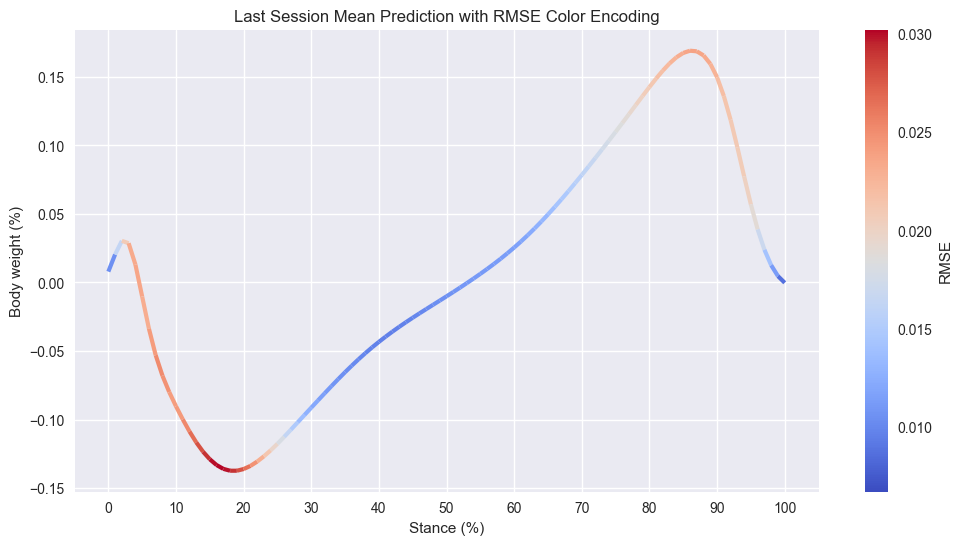 Last Session Mean Prediction with RMSE Color Encoding
Body weight (%)
0.15
0.10
0.05
0.00
−0.05
−0.10
−0.15
0 10 20 30 40 50 60 70 80 90 100
Stance (%)
0.030
0.025
0.020
0.015
0.010
RMSE